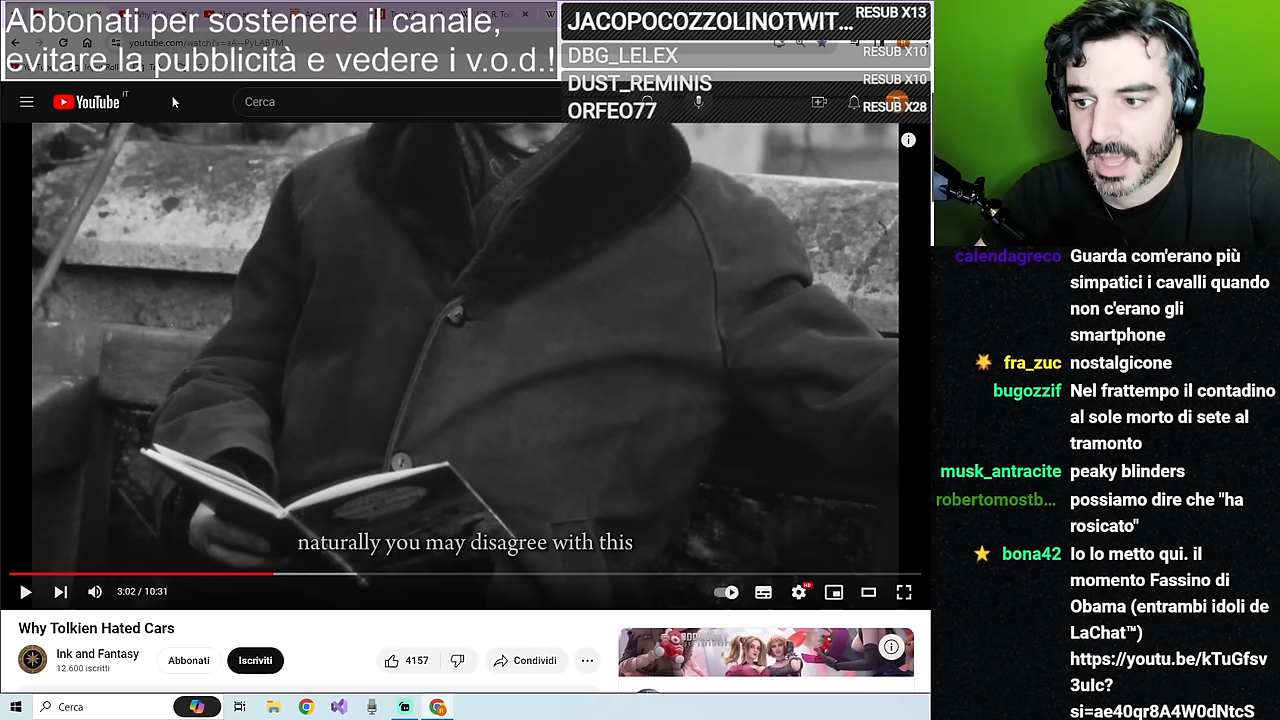 Abbonati per sostenere il canale,
evitare la pubblicità e vedere i v.o.d.!
JACOPOCOZZOLINOTWIT... RESUB X13
DBG_LELEX RESUB X10
DUST_REMINIS RESUB X10
ORFEO77 RESUB X28
YouTube IT
Cerca
naturally you may disagree with this
3:02 / 10:31
HD
Why Tolkien Hated Cars
Ink and Fantasy
12.600 iscritti
Abbonati
Iscriviti
4157
Condividi
Cerca
calendagreco Guarda com'erano più
simpatici i cavalli quando
non c'erano gli
smartphone
fra_zuc nostalgicone
bugozzif Nel frattempo il contadino
al sole morto di sete al
tramonto
musk_antracite peaky blinders
robertomostb... possiamo dire che "ha
rosicato"
bona42 Io lo metto qui. il
momento Fassino di
Obama (entrambi idoli de
LaChat™)
https://youtu.be/kTuGfsv
3uIc?
si=ae40qr8A4W0dNtcS